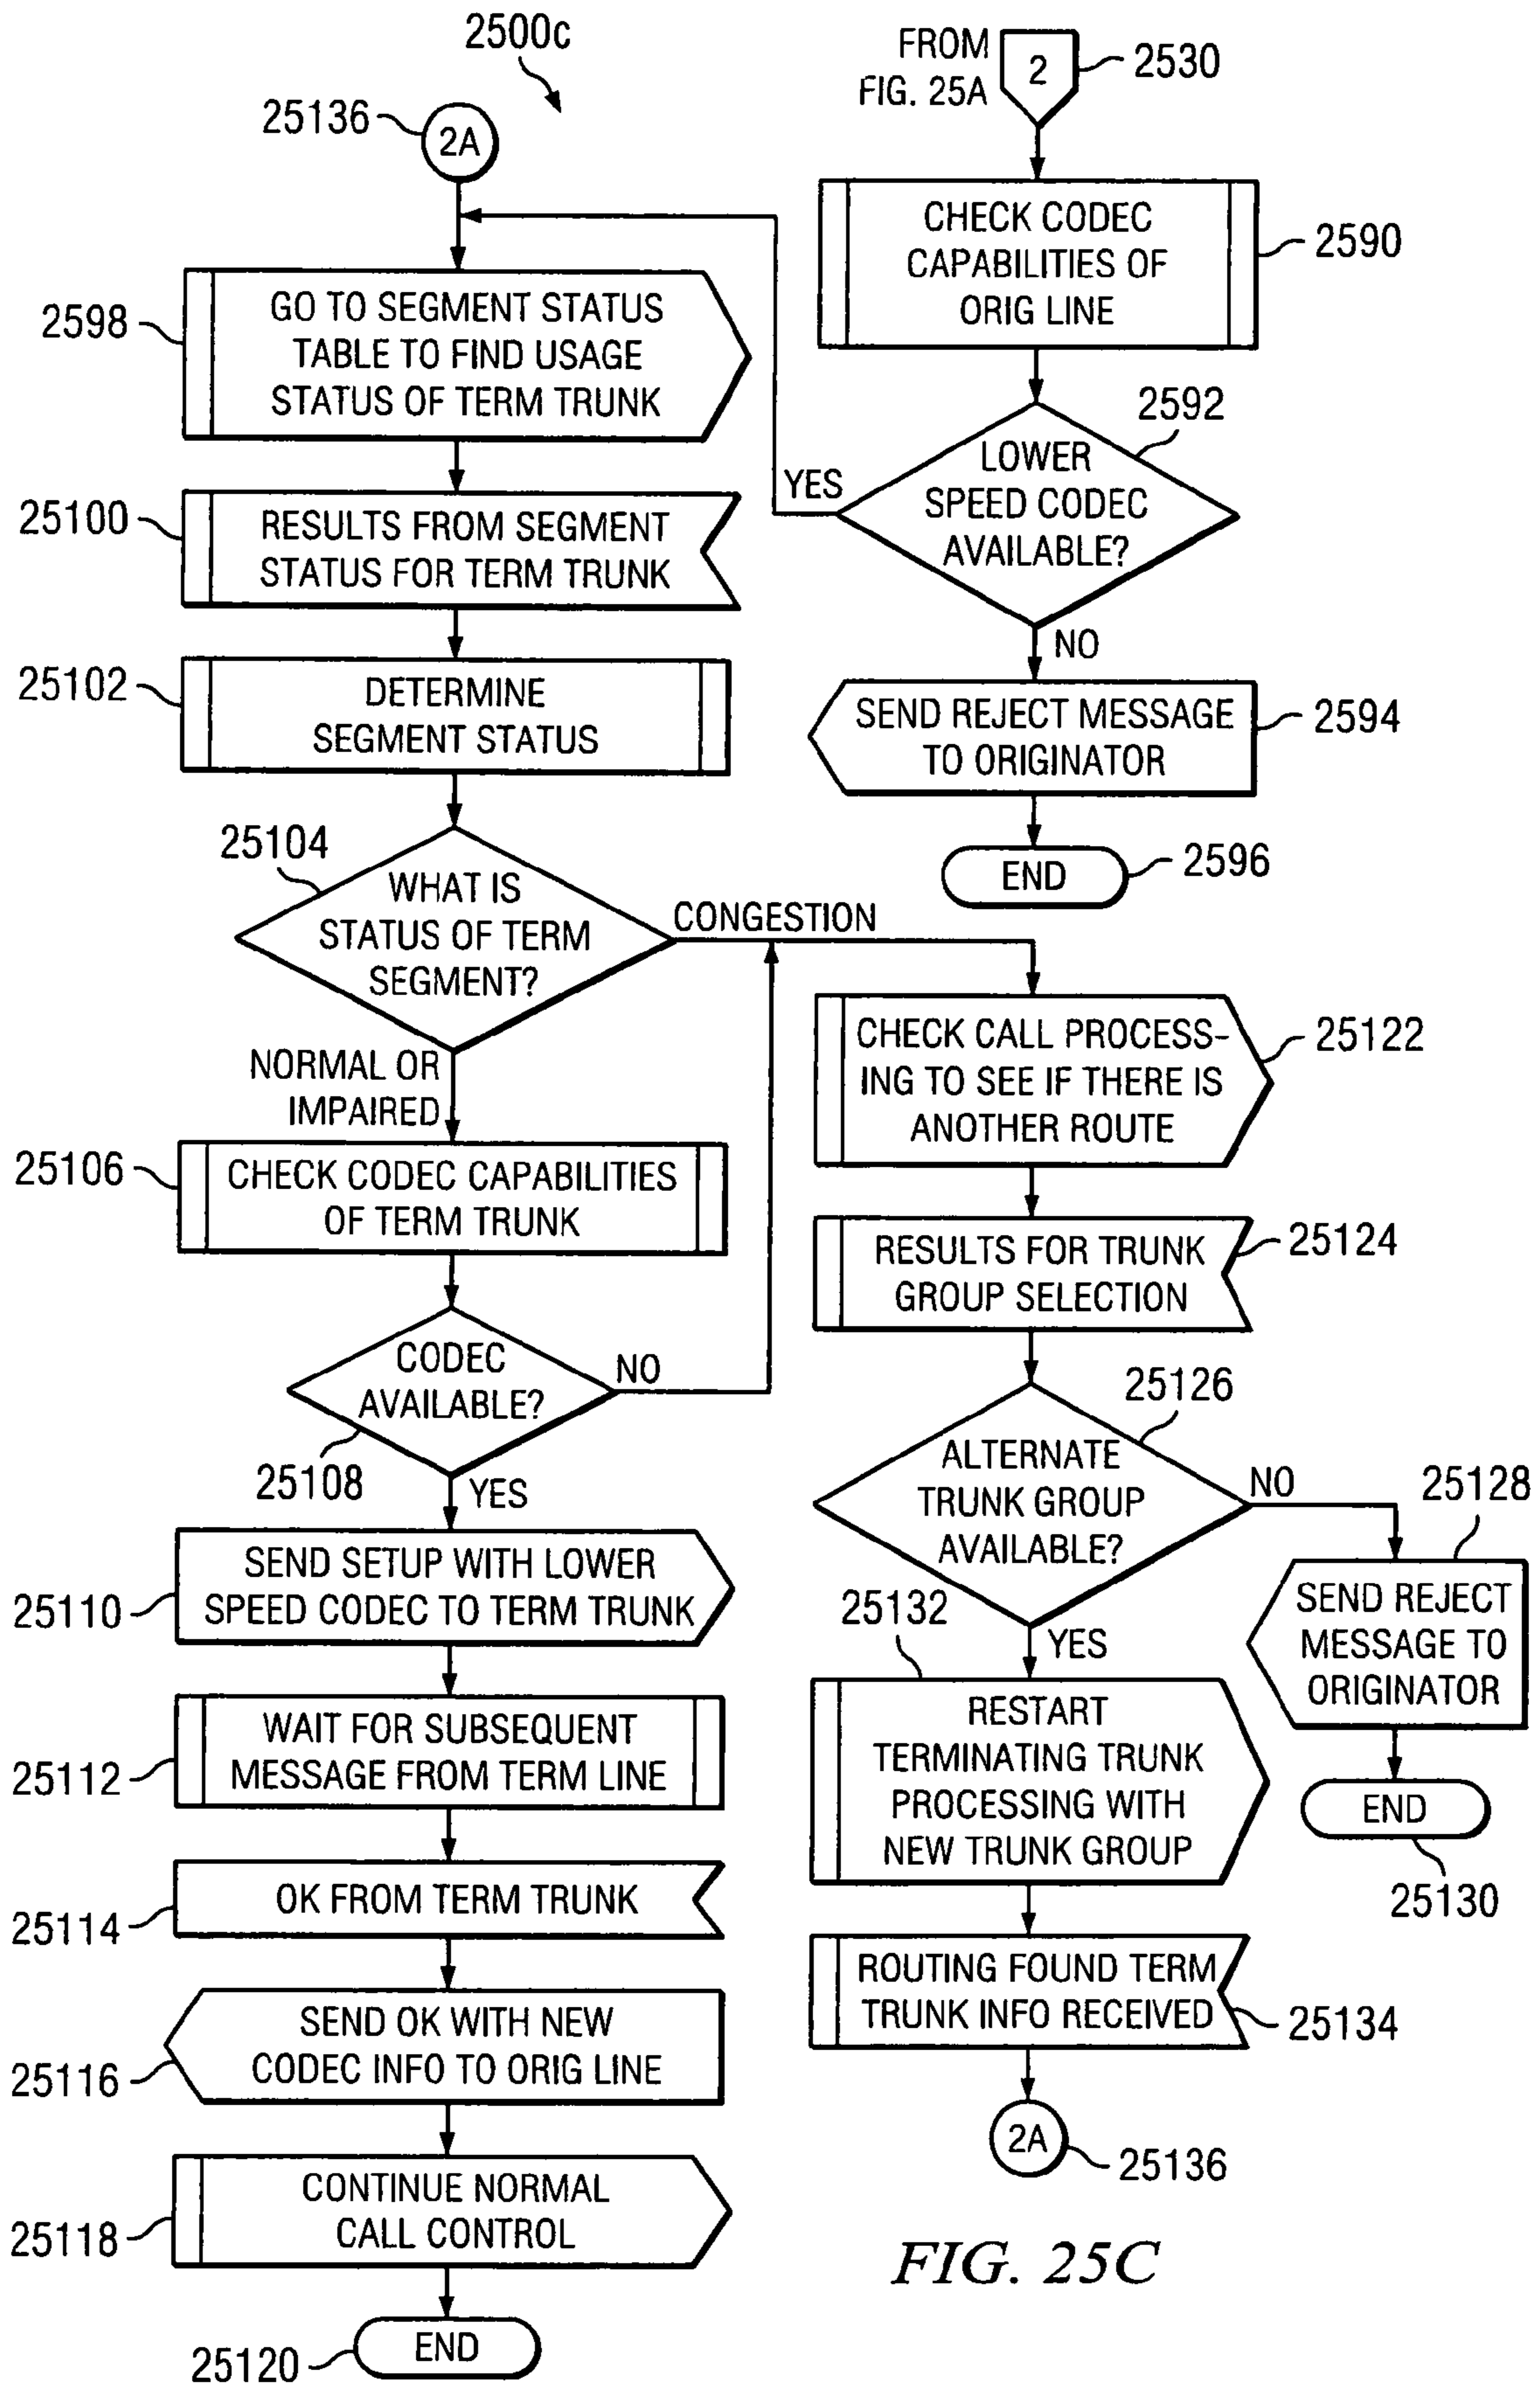 2500c
25136
2A
FROM
FIG. 25A
2
2530
CHECK CODEC
CAPABILITIES OF
ORIG LINE
2590
LOWER
SPEED CODEC
AVAILABLE?
2592
YES
NO
SEND REJECT MESSAGE
TO ORIGINATOR
2594
END
2596
2598
GO TO SEGMENT STATUS
TABLE TO FIND USAGE
STATUS OF TERM TRUNK
25100
RESULTS FROM SEGMENT
STATUS FOR TERM TRUNK
25102
DETERMINE
SEGMENT STATUS
25104
WHAT IS
STATUS OF TERM
SEGMENT?
CONGESTION
NORMAL OR
IMPAIRED
25106
CHECK CODEC CAPABILITIES
OF TERM TRUNK
CODEC
AVAILABLE?
NO
25108
YES
25110
SEND SETUP WITH LOWER
SPEED CODEC TO TERM TRUNK
25112
WAIT FOR SUBSEQUENT
MESSAGE FROM TERM LINE
25114
OK FROM TERM TRUNK
25116
SEND OK WITH NEW
CODEC INFO TO ORIG LINE
25118
CONTINUE NORMAL
CALL CONTROL
25120
END
CHECK CALL PROCESS-
ING TO SEE IF THERE IS
ANOTHER ROUTE
25122
RESULTS FOR TRUNK
GROUP SELECTION
25124
25126
ALTERNATE
TRUNK GROUP
AVAILABLE?
NO
25128
SEND REJECT
MESSAGE TO
ORIGINATOR
END
25130
25132
YES
RESTART
TERMINATING TRUNK
PROCESSING WITH
NEW TRUNK GROUP
ROUTING FOUND TERM
TRUNK INFO RECEIVED
25134
2A
25136
FIG. 25C